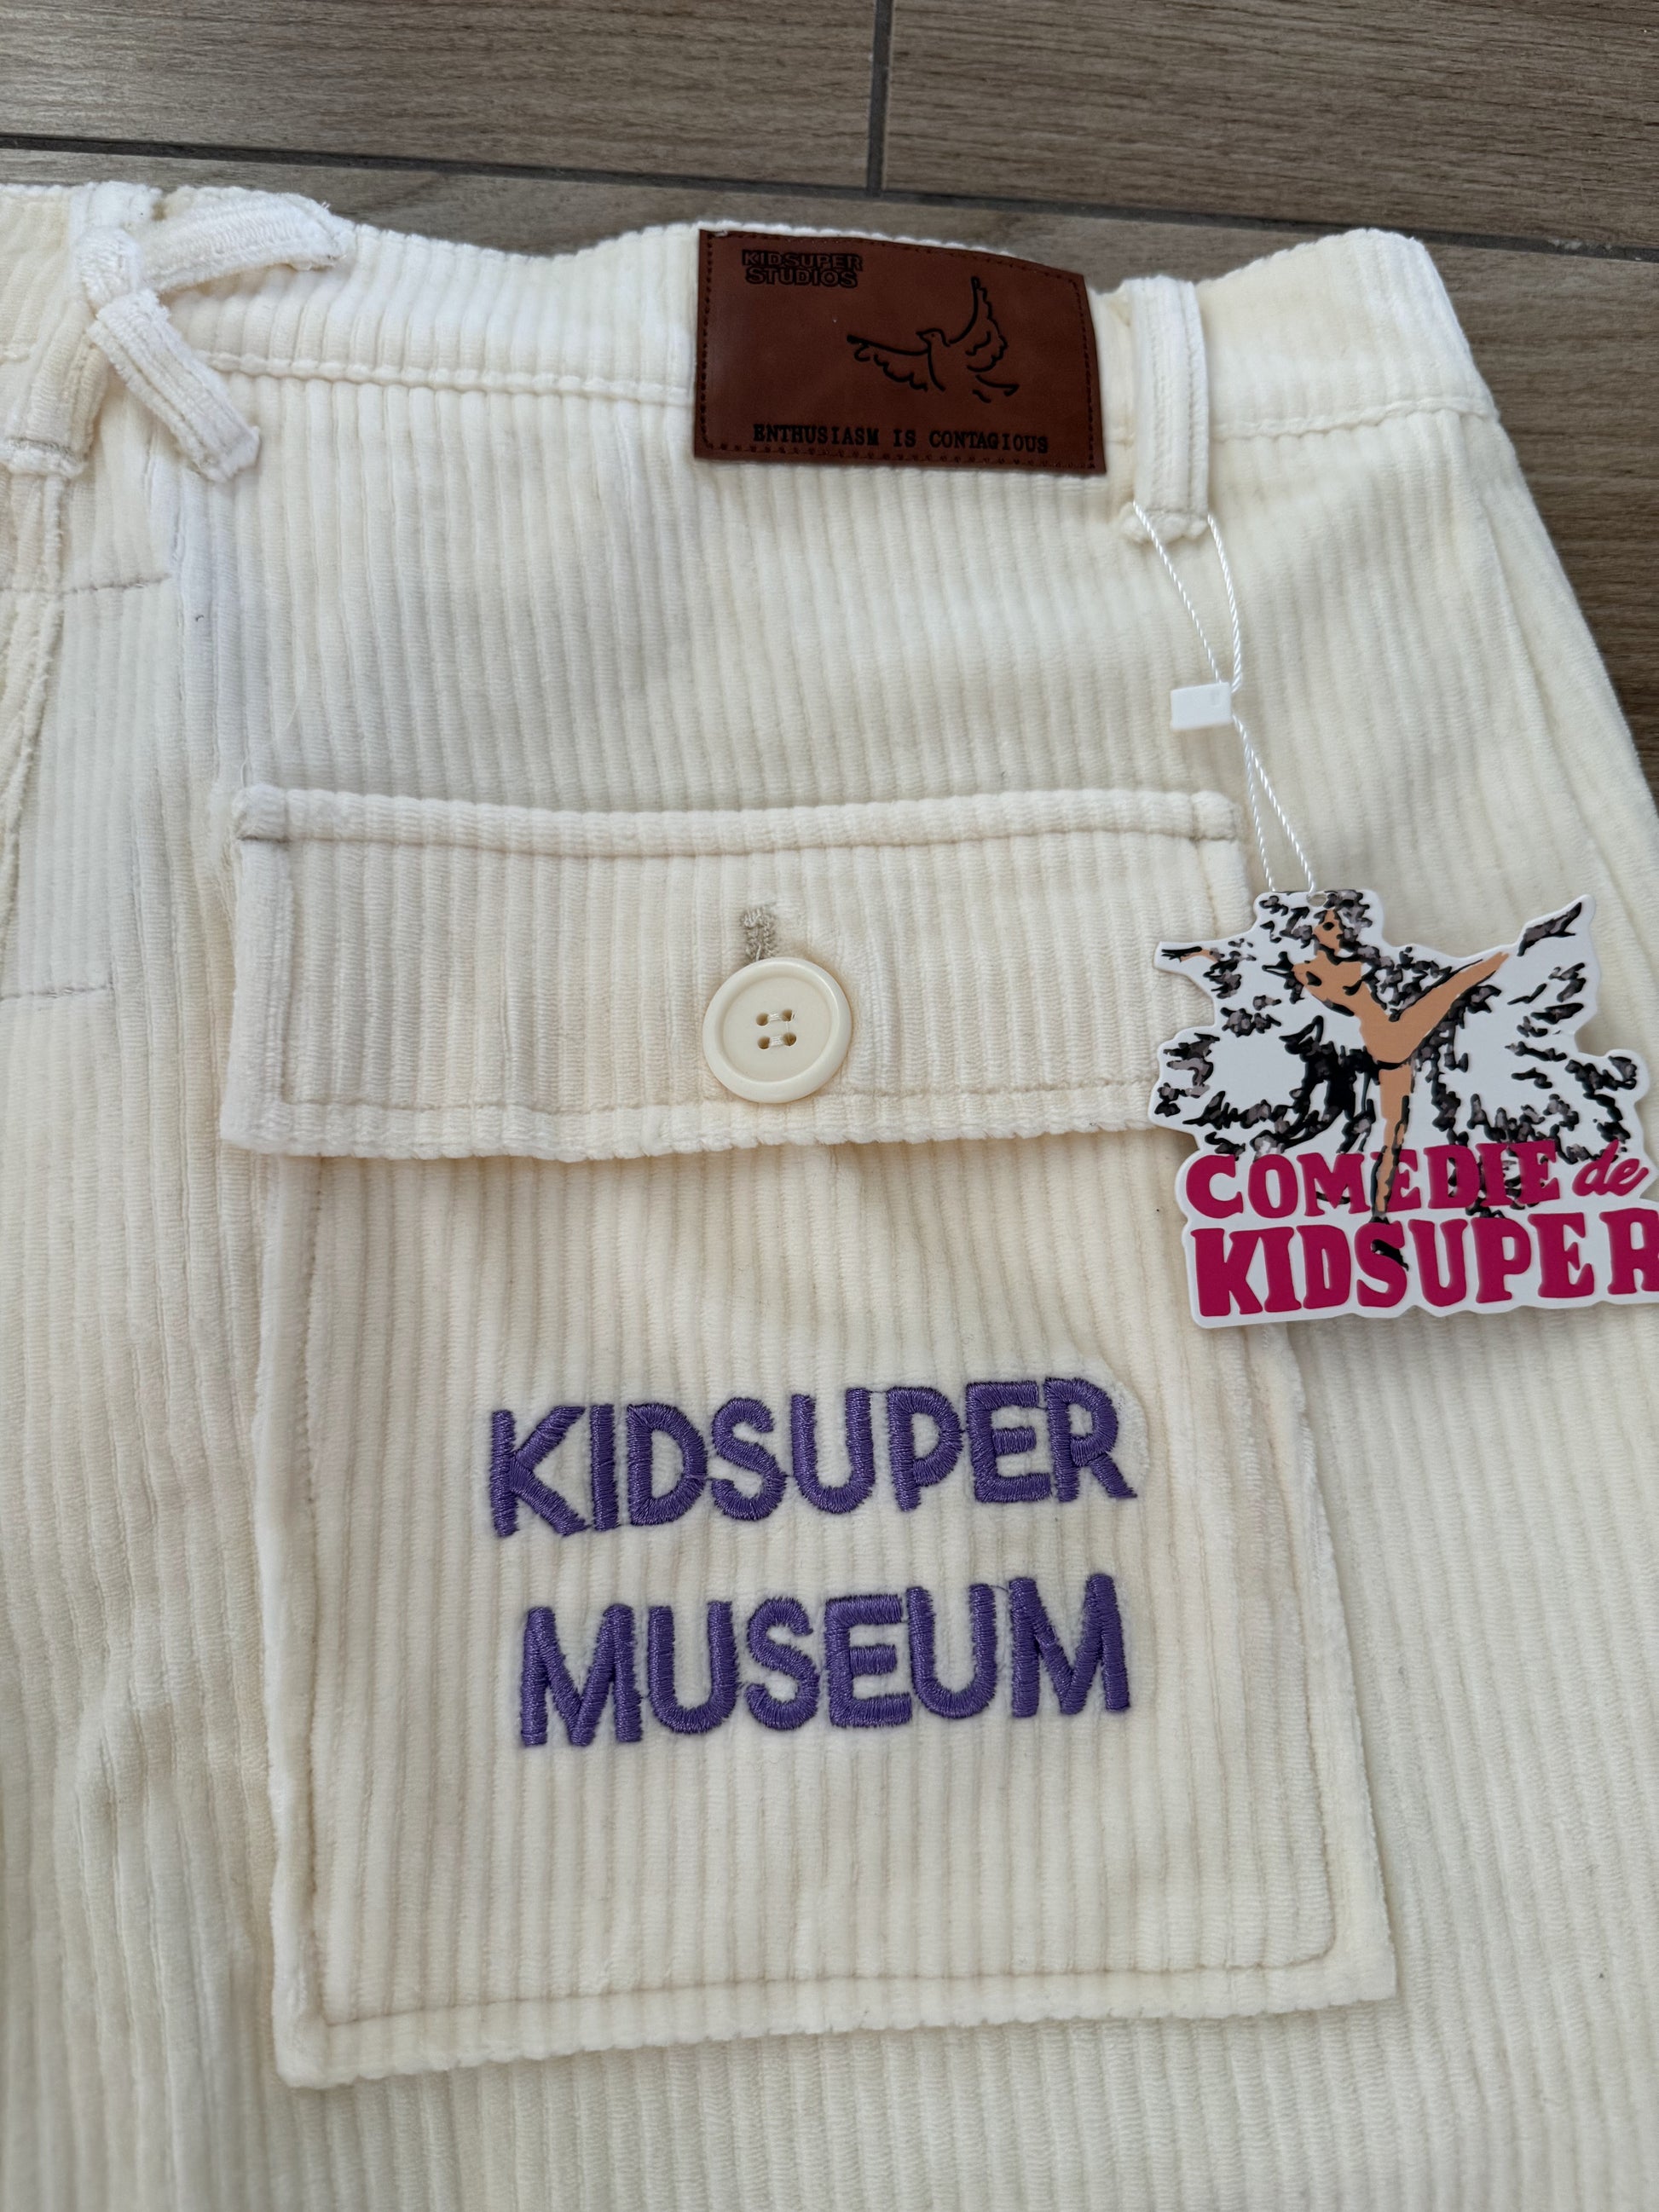 KIDSUPER
STUDIOS
ENTHUSIASM IS CONTAGIOUS
COMEDIE de
KIDSUPER
KIDSUPER
MUSEUM